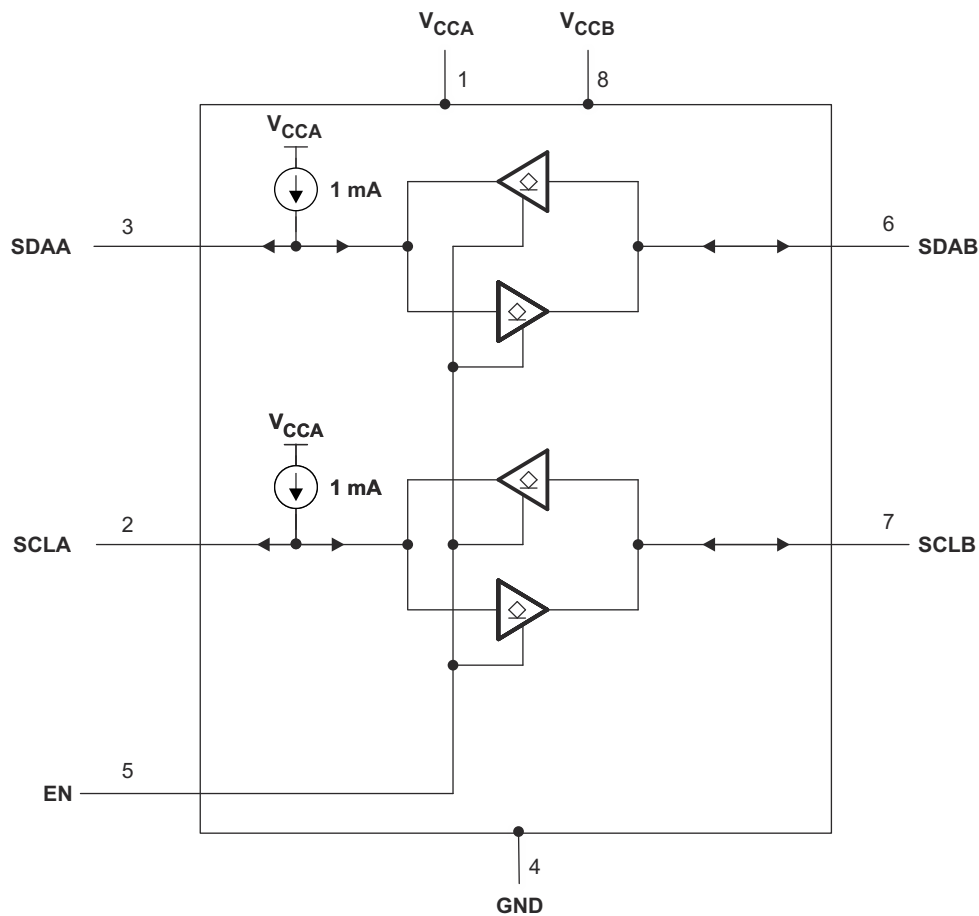 VCCA VCCB
1 8
VCCA
1 mA
3 6
SDAA SDAB
VCCA
1 mA
2 7
SCLA SCLB
5
EN
4
GND